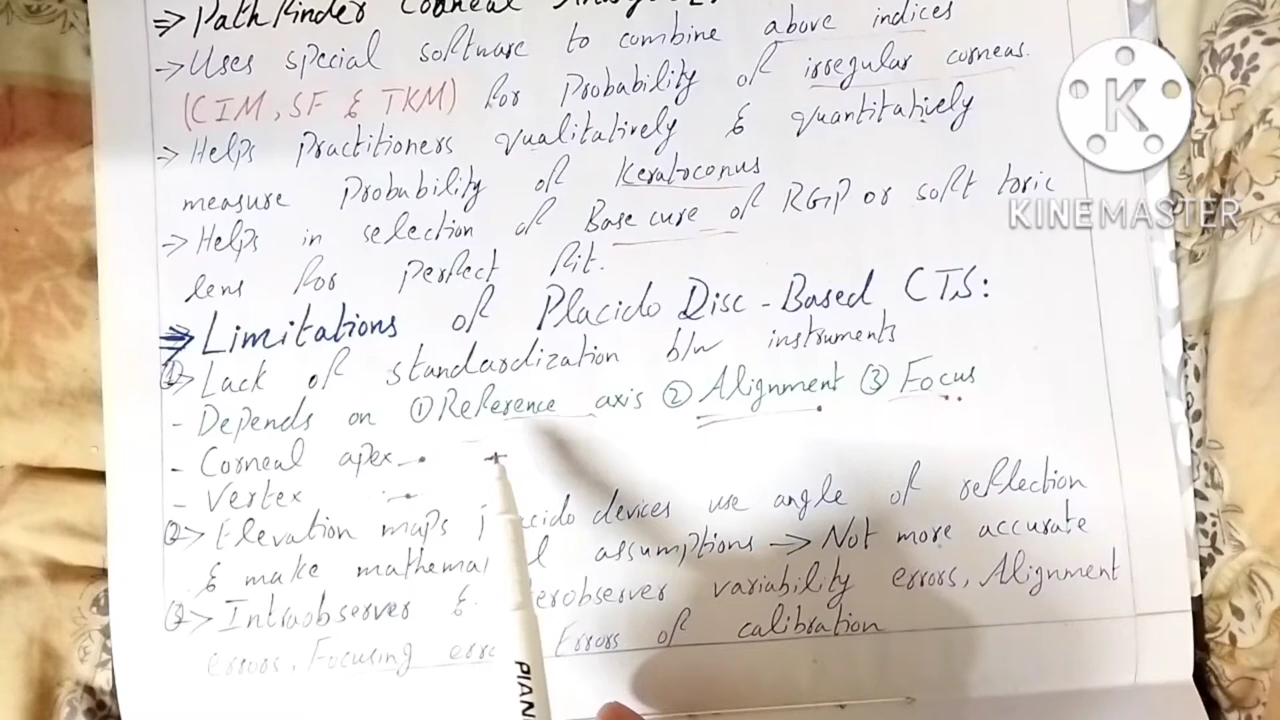 ⇒ PathFinder Corneal
→ Uses special software to combine above indices
(CIM, SF & TKM) for Probability of irregular corneas.
→ Helps Practitioners qualitatively & quantitatively
measure Probability of Keratoconus
→ Helps in selection of Base cure of RGP or soft toric
lens for Perfect fit.
⇒ Limitations of Placido Disc-Based CTS:
① Lack of standardization b/w instruments
- Depends on ① Reference axis ② Alignment ③ Focus
- Corneal apex
- Vertex
②> Elevation maps devices use angle of reflection
& make assumptions → Not more accurate
③> Intraobserver & variability errors, Alignment
errors, Focusing Errors of calibration
K
KINEMASTER
PIAN